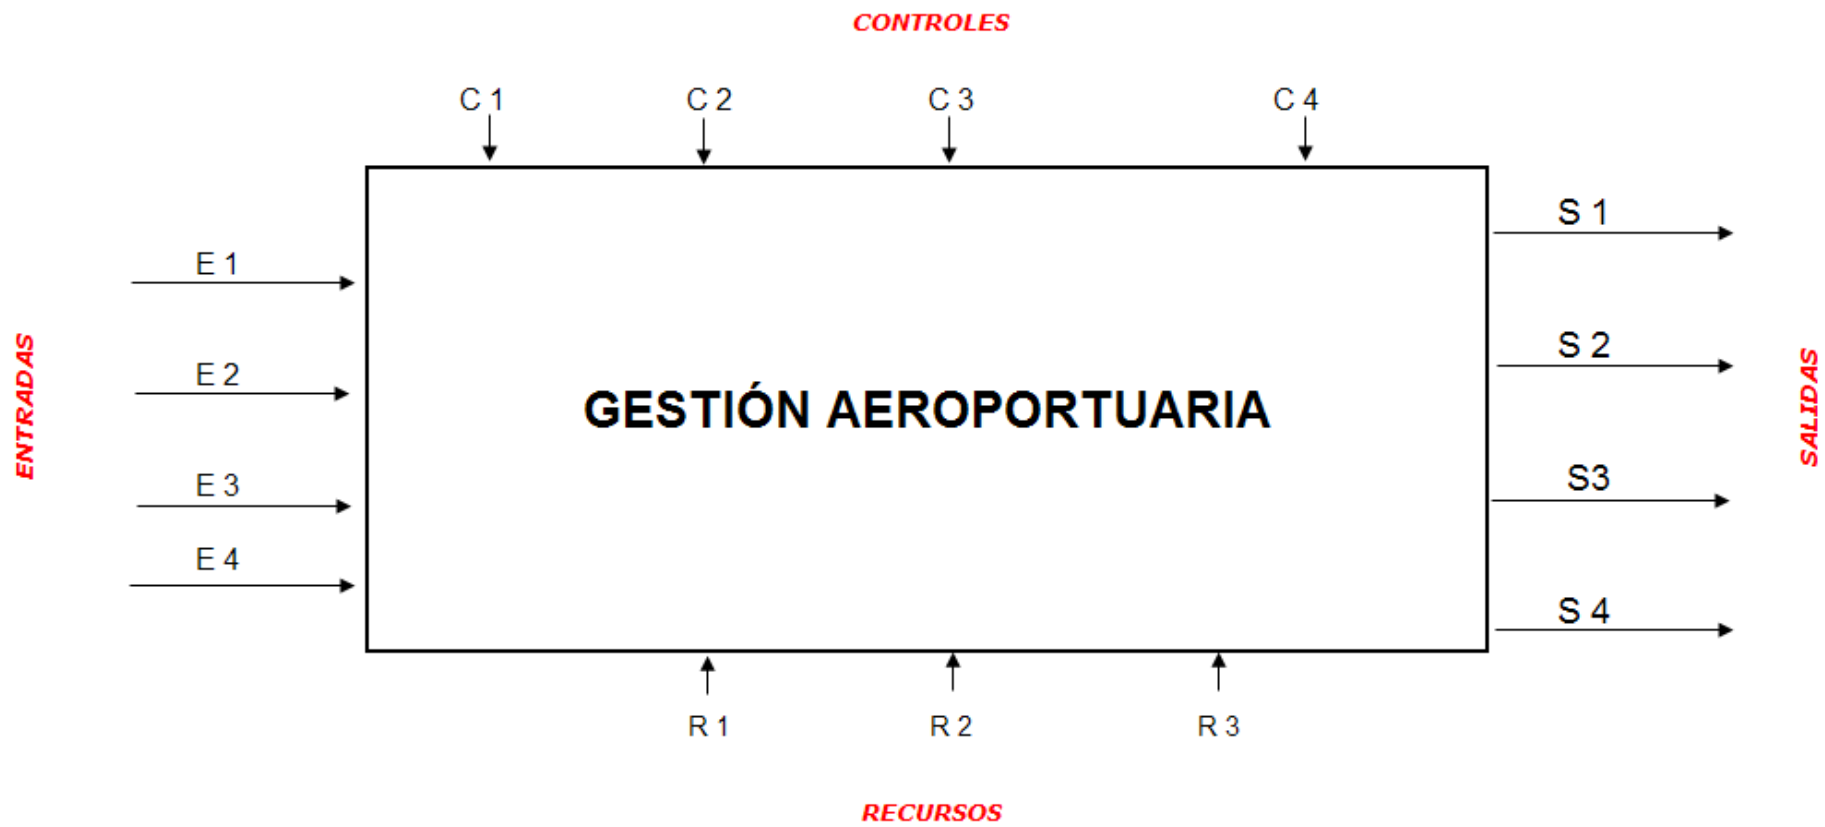 CONTROLES
C 1
C 2
C 3
C 4
S 1
E 1
ENTRADAS
E 2
GESTIÓN AEROPORTUARIA
S 2
SALIDAS
E 3
S3
E 4
S 4
R 1
R 2
R 3
RECURSOS